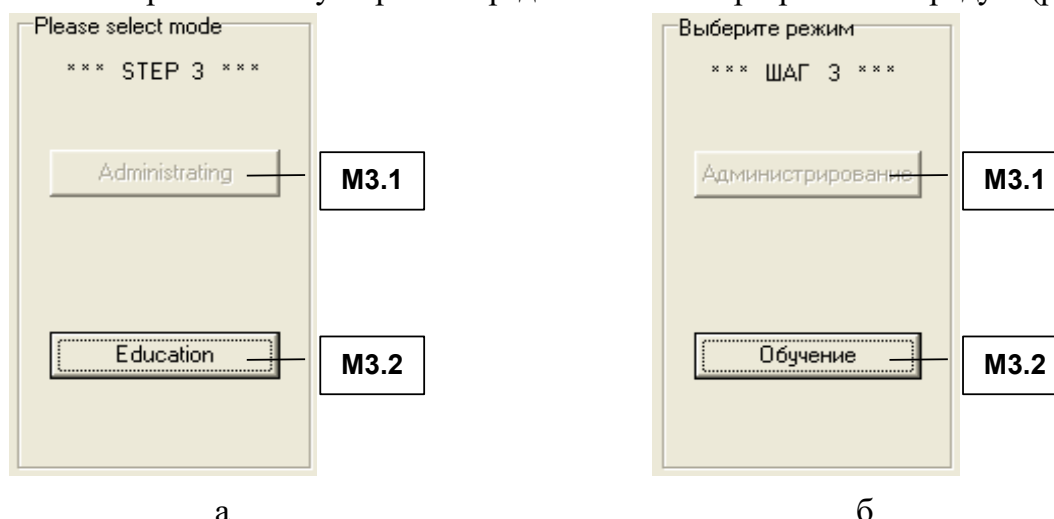 Please select mode
*** STEP 3 ***
Administrating
M3.1
Education
M3.2
а
Выберите режим
*** ШАГ 3 ***
Администрирование
M3.1
Обучение
M3.2
б